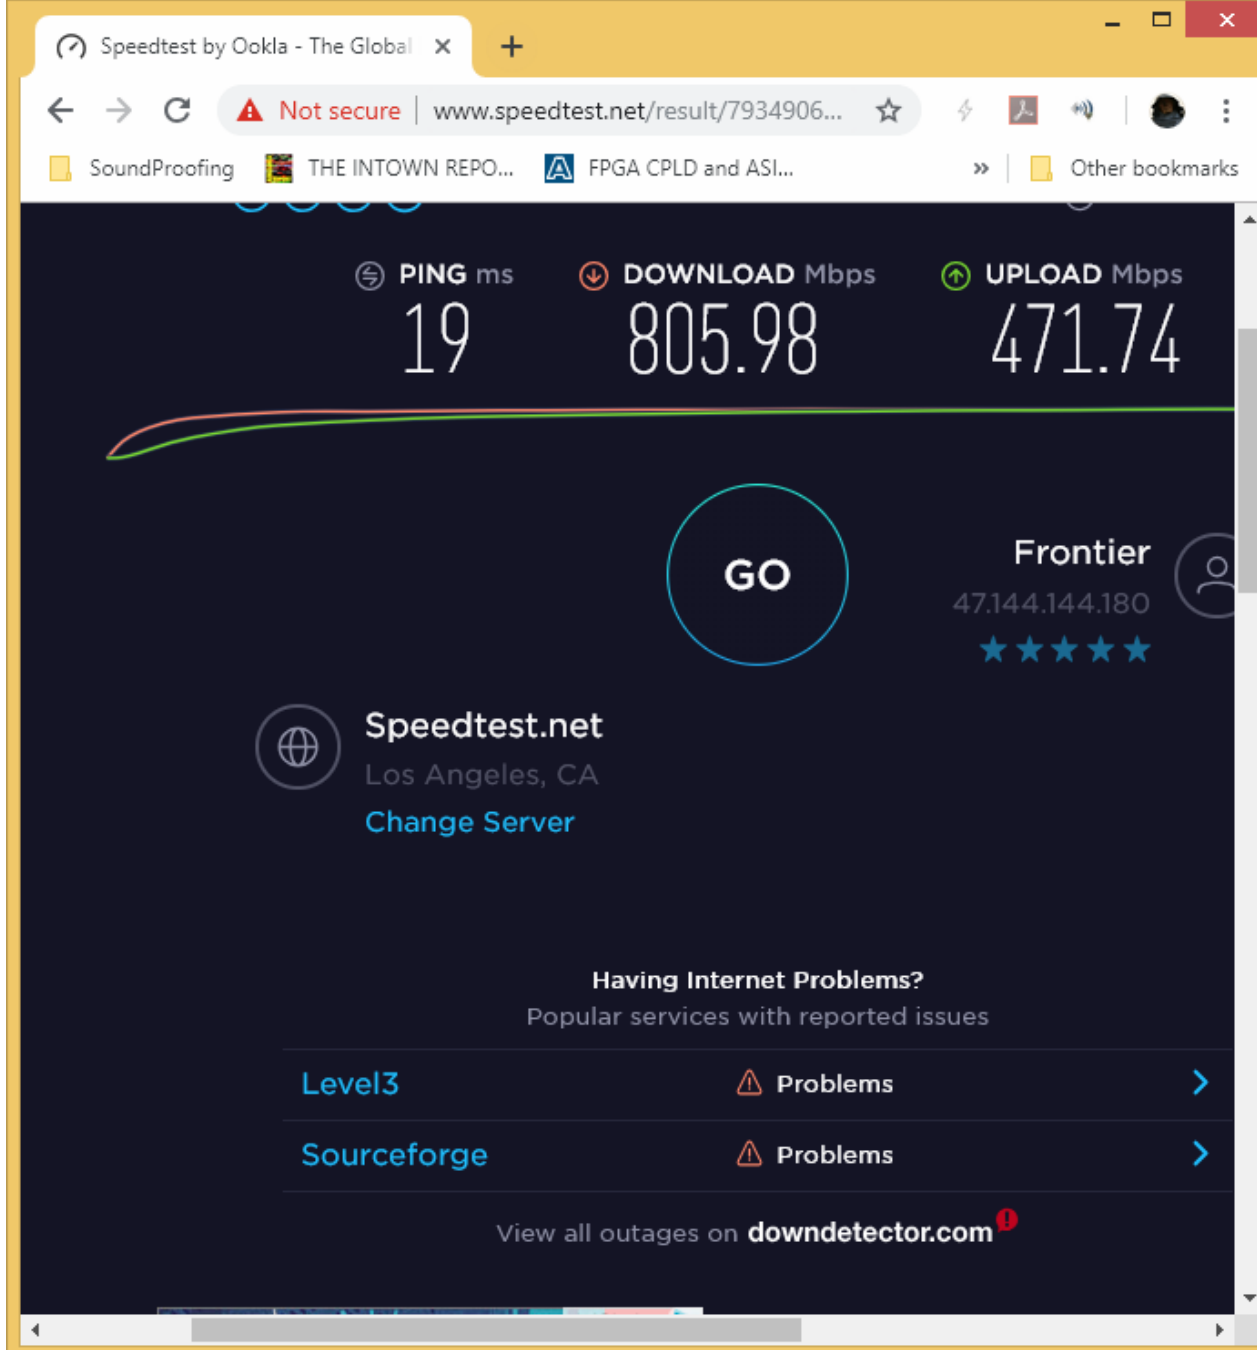 Speedtest by Ookla - The Global
Not secure www.speedtest.net/result/7934906...
SoundProofing THE INTOWN REPO... FPGA CPLD and ASI... » Other bookmarks
PING ms DOWNLOAD Mbps UPLOAD Mbps
19 805.98 471.74
GO
Frontier
47.144.144.180
Speedtest.net
Los Angeles, CA
Change Server
Having Internet Problems?
Popular services with reported issues
Level3 Problems
Sourceforge Problems
View all outages on downdetector.com